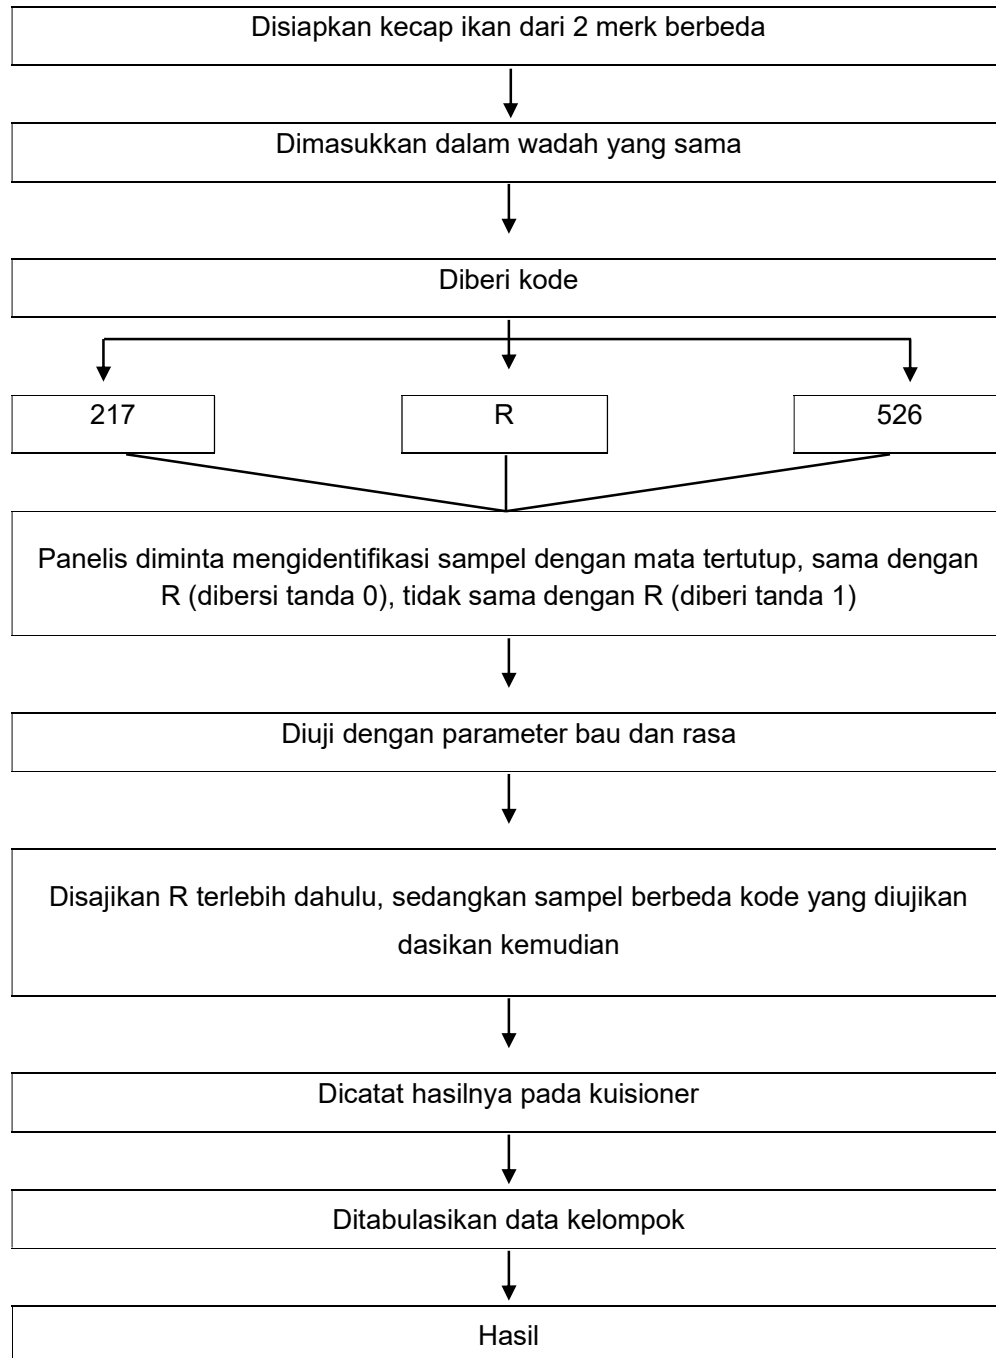 Disiapkan kecap ikan dari 2 merk berbeda
Dimasukkan dalam wadah yang sama
Diberi kode
217
R
526
Panelis diminta mengidentifikasi sampel dengan mata tertutup, sama dengan
R (dibersi tanda 0), tidak sama dengan R (diberi tanda 1)
Diuji dengan parameter bau dan rasa
Disajikan R terlebih dahulu, sedangkan sampel berbeda kode yang diujikan
dasikan kemudian
Dicatat hasilnya pada kuisioner
Ditabulasikan data kelompok
Hasil